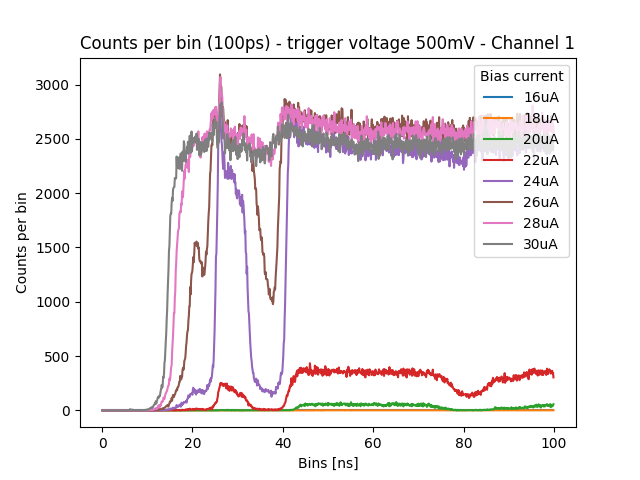 Counts per bin (100ps) - trigger voltage 500mV - Channel 1
Counts per bin
3000
2500
2000
1500
1000
500
0
Bias current
16uA
18uA
20uA
22uA
24uA
26uA
28uA
30uA
0 20 40 60 80 100
Bins [ns]